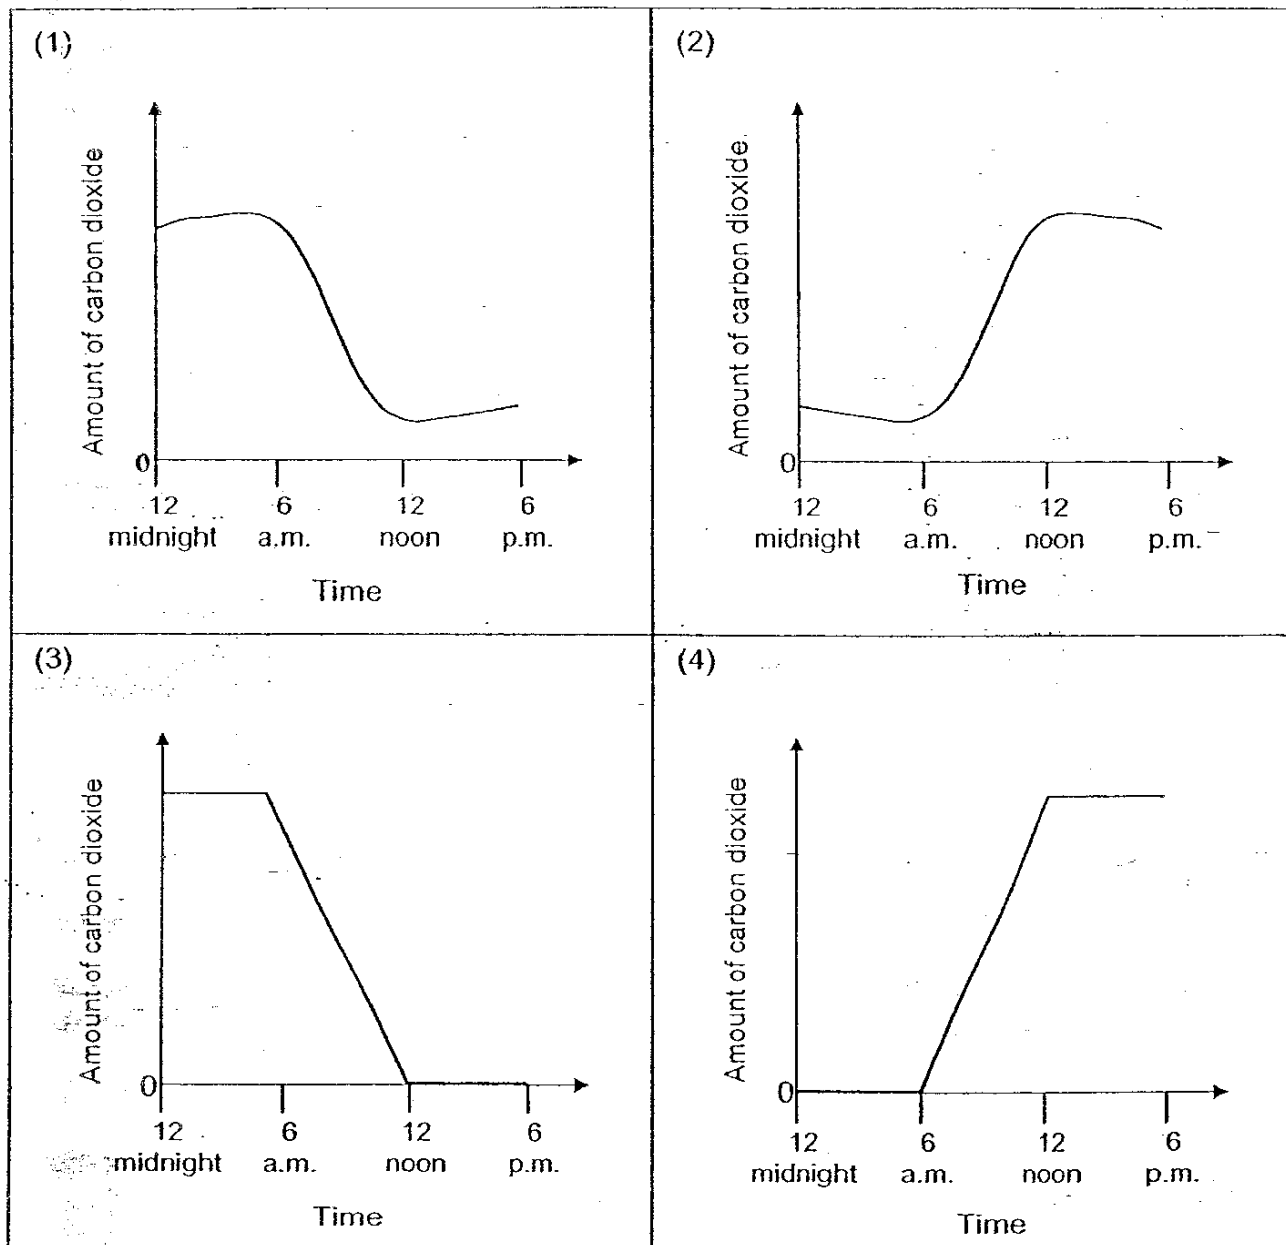 (1)
Amount of carbon dioxide
0
12 6 12 6
midnight a.m. noon p.m.
Time
(2)
Amount of carbon dioxide
0
12 6 12 6
midnight a.m. noon p.m.
Time
(3)
Amount of carbon dioxide
0
12 6 12 6
midnight a.m. noon p.m.
Time
(4)
Amount of carbon dioxide
0
12 6 12 6
midnight a.m. noon p.m.
Time